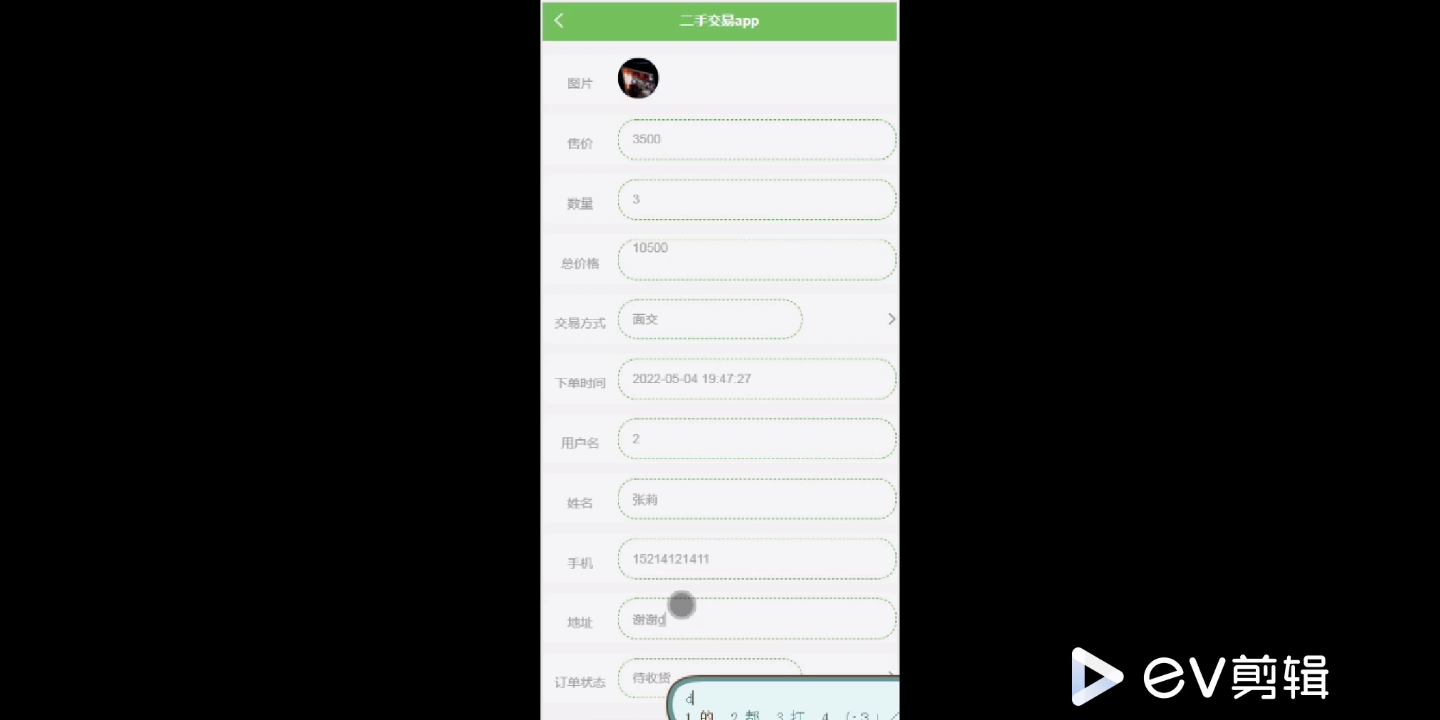 二手交易app
图片
售价 3500
数量 3
总价格 10500
交易方式 面交
下单时间 2022-05-04 19:47:27
用户名 2
姓名 张莉
手机 15214121411
地址 谢谢d
订单状态 待收货
d
1 的 2 都 3 打 4
ev剪辑